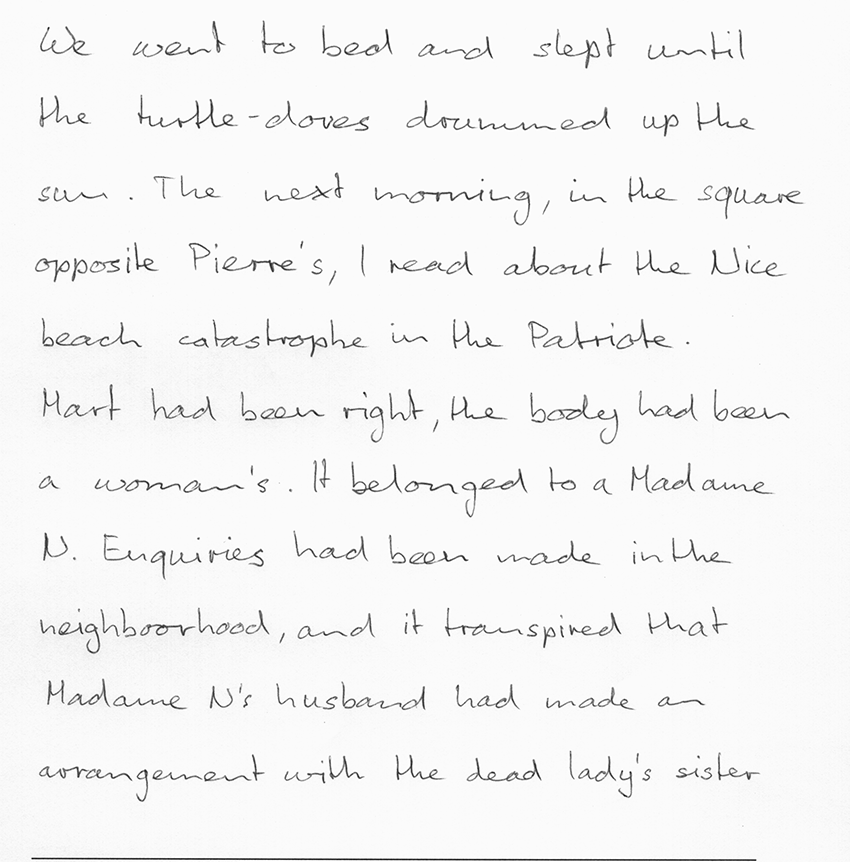 We went to bed and slept until
the turtle-doves drummed up the
sun. The next morning, in the square
opposite Pierre's, I read about the Nice
beach catastrophe in the Patriote.
Mart had been right, the body had been
a woman's. It belonged to a Madame
N. Enquiries had been made in the
neighboorhood, and it transpired that
Madame N's husband had made an
arrangement with the dead lady's sister